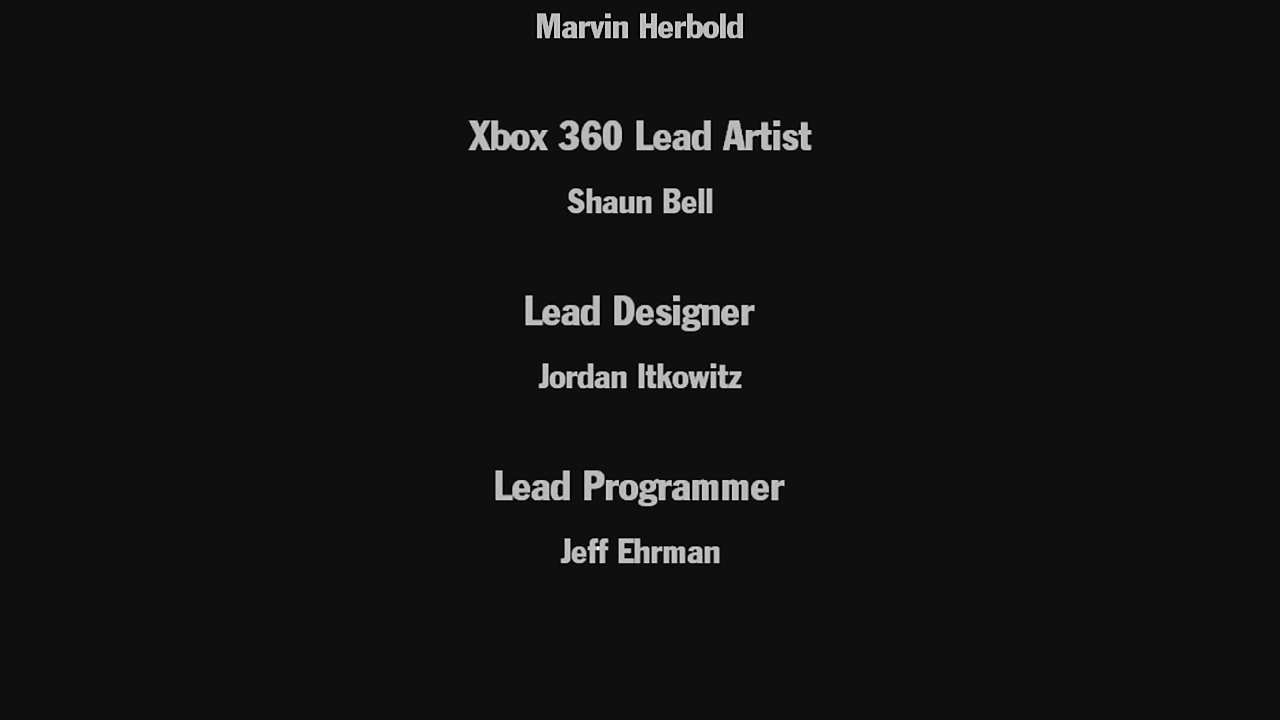 Marvin Herbold
Xbox 360 Lead Artist
Shaun Bell
Lead Designer
Jordan Itkowitz
Lead Programmer
Jeff Ehrman